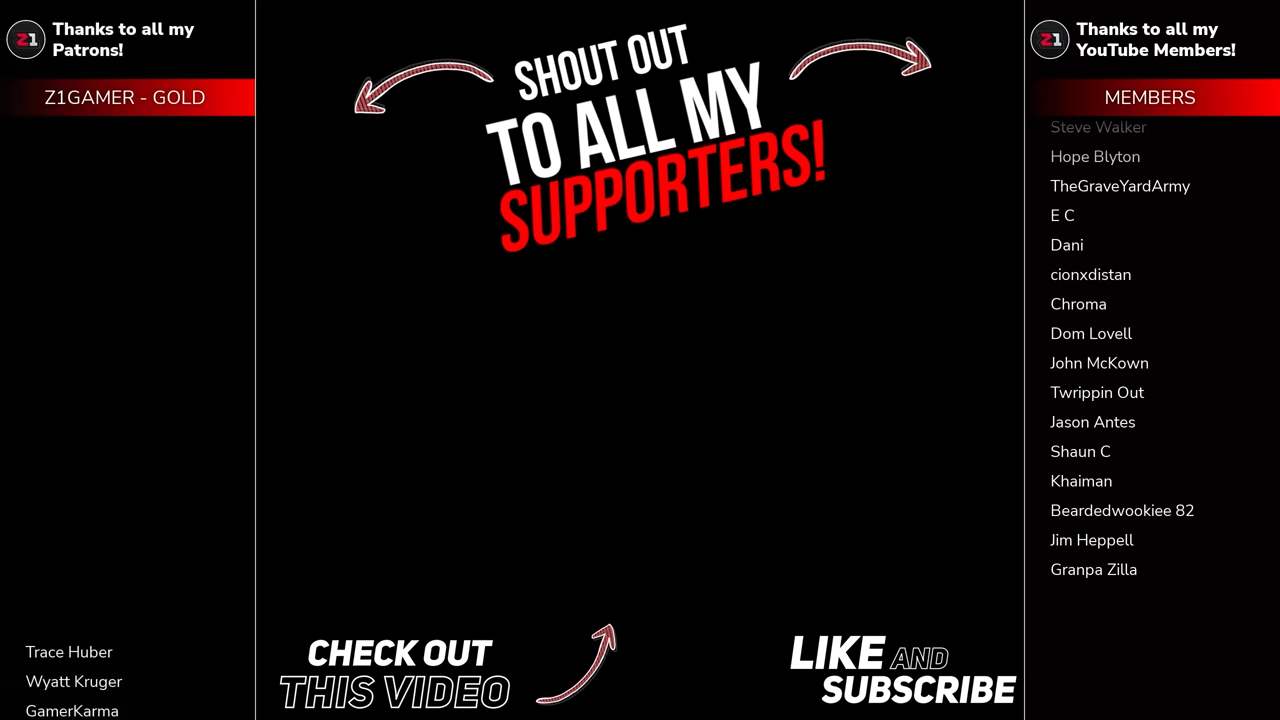 Z1
Thanks to all my
Patrons!
Z1GAMER - GOLD
Trace Huber
Wyatt Kruger
GamerKarma
SHOUT OUT
TO ALL MY
SUPPORTERS!
CHECK OUT
THIS VIDEO
LIKE AND
SUBSCRIBE
Z1
Thanks to all my
YouTube Members!
MEMBERS
Steve Walker
Hope Blyton
TheGraveYardArmy
E C
Dani
cionxdistan
Chroma
Dom Lovell
John McKown
Twrippin Out
Jason Antes
Shaun C
Khaiman
Beardedwookiee 82
Jim Heppell
Granpa Zilla